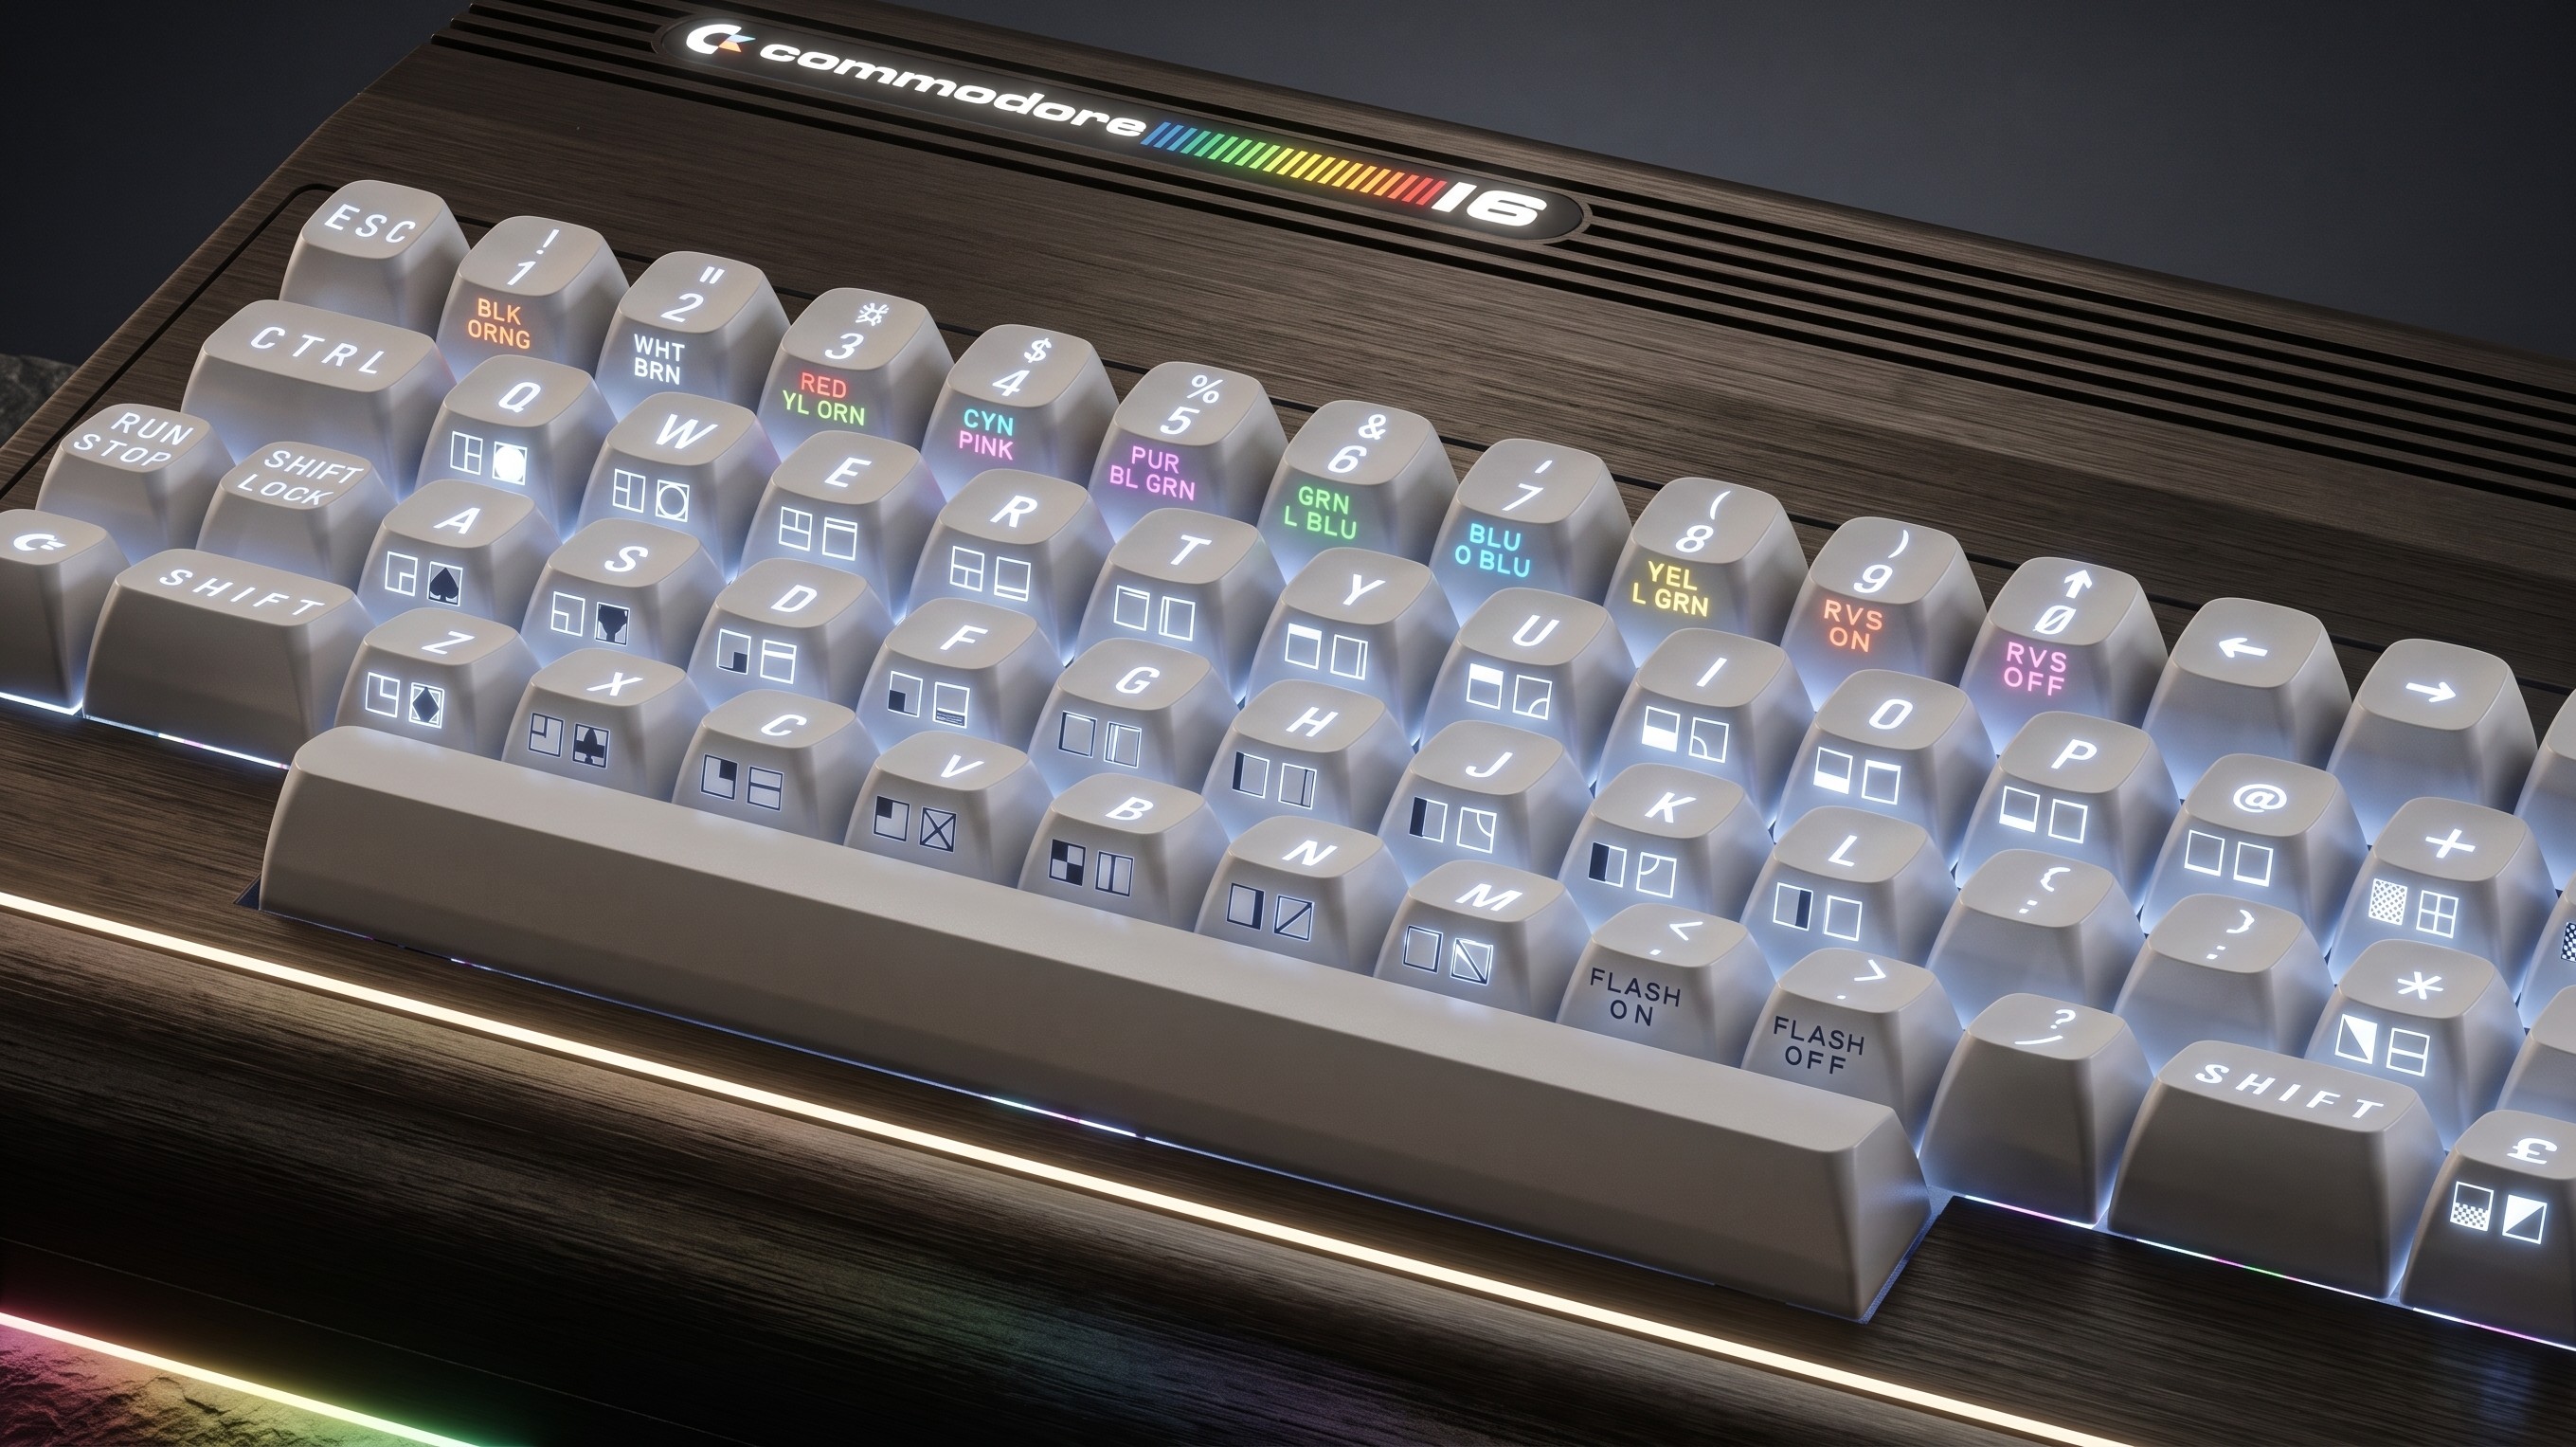 commodore 16
ESC
!
1
BLK
ORNG
"
2
WHT
BRN
3
RED
YL ORN
$
4
CYN
PINK
%
5
PUR
BL GRN
&
6
GRN
L BLU
'
7
BLU
O BLU
(
8
YEL
L GRN
)
9
RVS
ON
↑
0
RVS
OFF
←
→
CTRL
Q
W
E
R
T
Y
U
I
O
P
@
+
RUN
STOP
SHIFT
LOCK
A
S
D
F
G
H
J
K
L
*
SHIFT
Z
X
C
V
B
N
M
<
,
FLASH
ON
>
.
FLASH
OFF
?
SHIFT
£